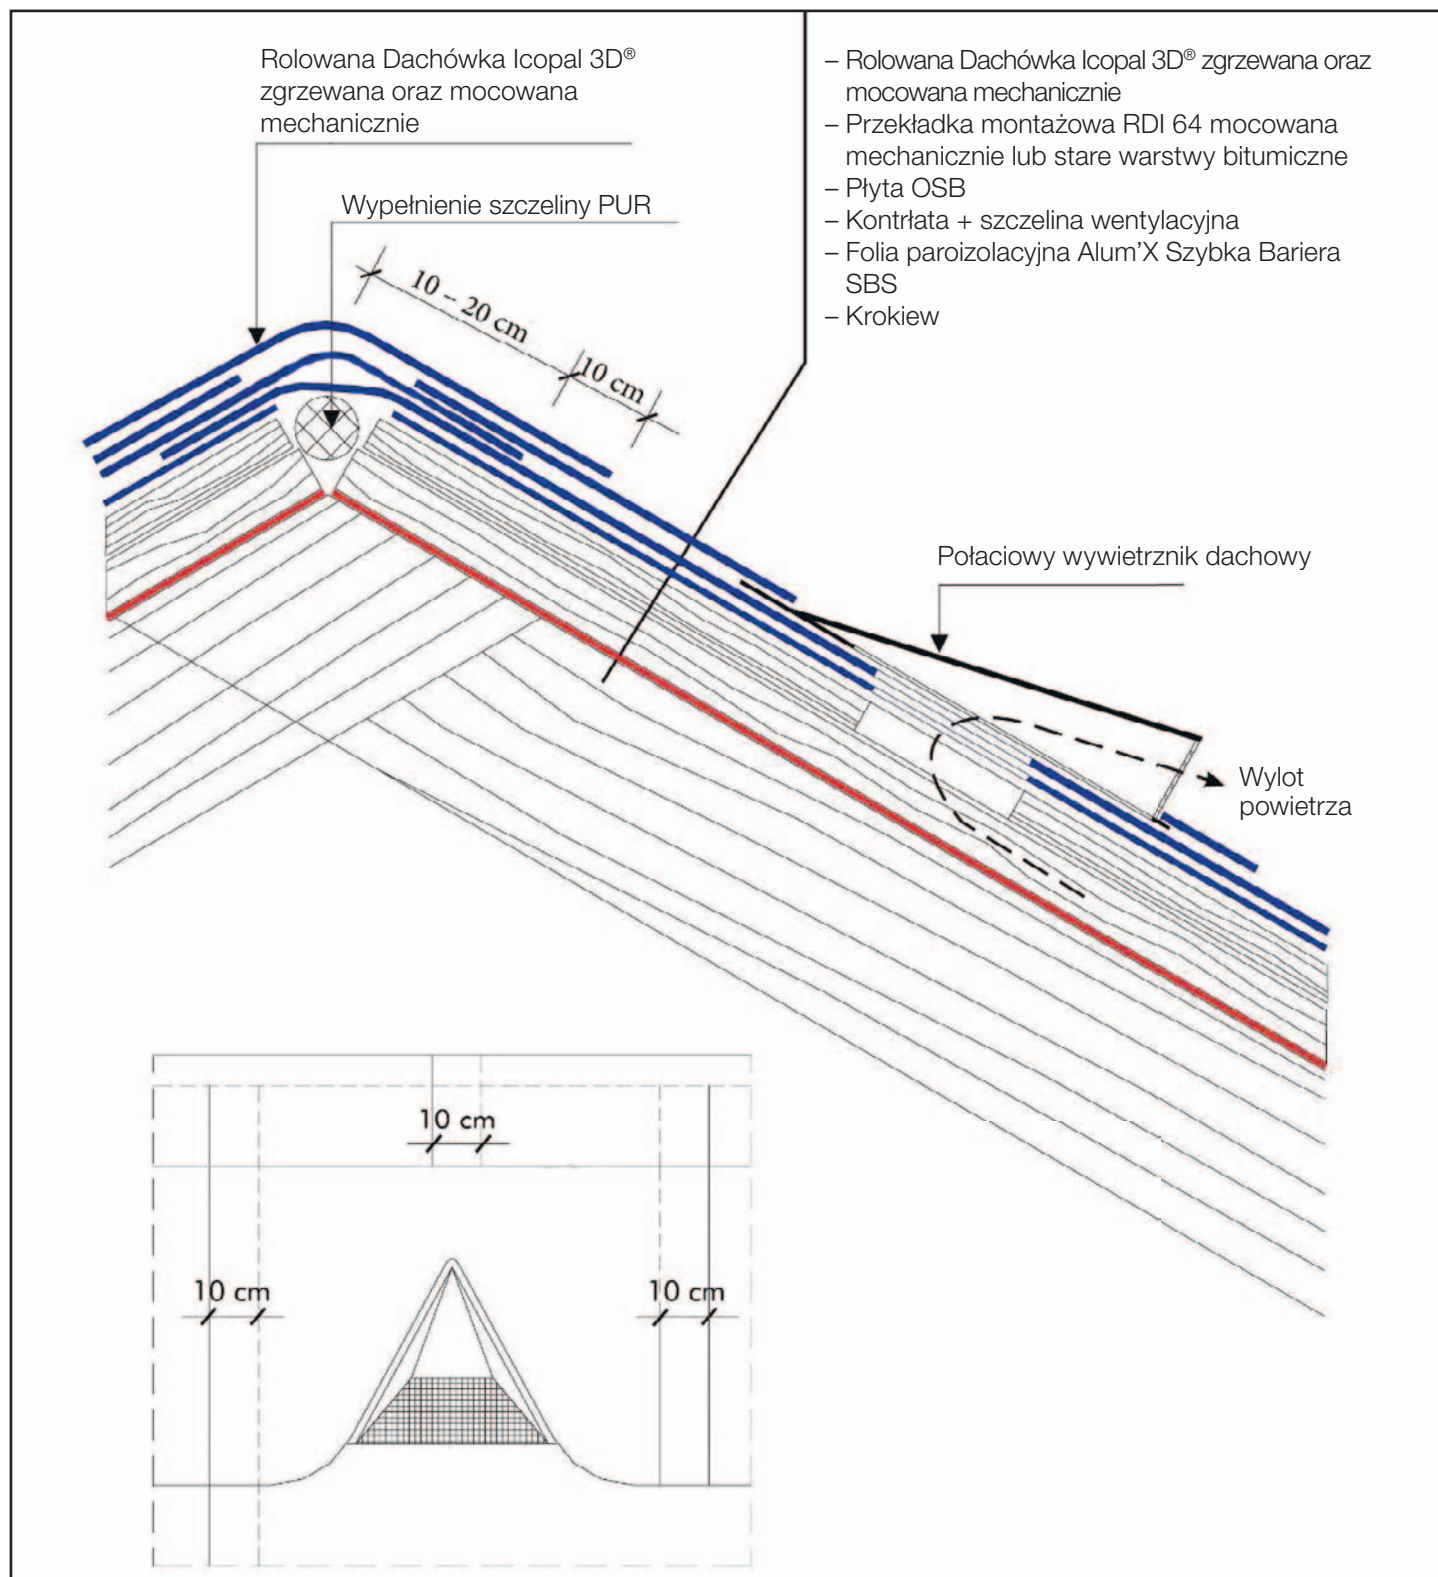 Rolowana Dachówka Icopal 3D®
zgrzewana oraz mocowana
mechanicznie
– Rolowana Dachówka Icopal 3D® zgrzewana oraz
mocowana mechanicznie
– Przekładka montażowa RDI 64 mocowana
mechanicznie lub stare warstwy bitumiczne
– Płyta OSB
– Kontrłata + szczelina wentylacyjna
– Folia paroizolacyjna Alum'X Szybka Bariera
SBS
– Krokiew
Wypełnienie szczeliny PUR
10 – 20 cm
10 cm
Połaciowy wywietrznik dachowy
Wylot
powietrza
10 cm
10 cm
10 cm